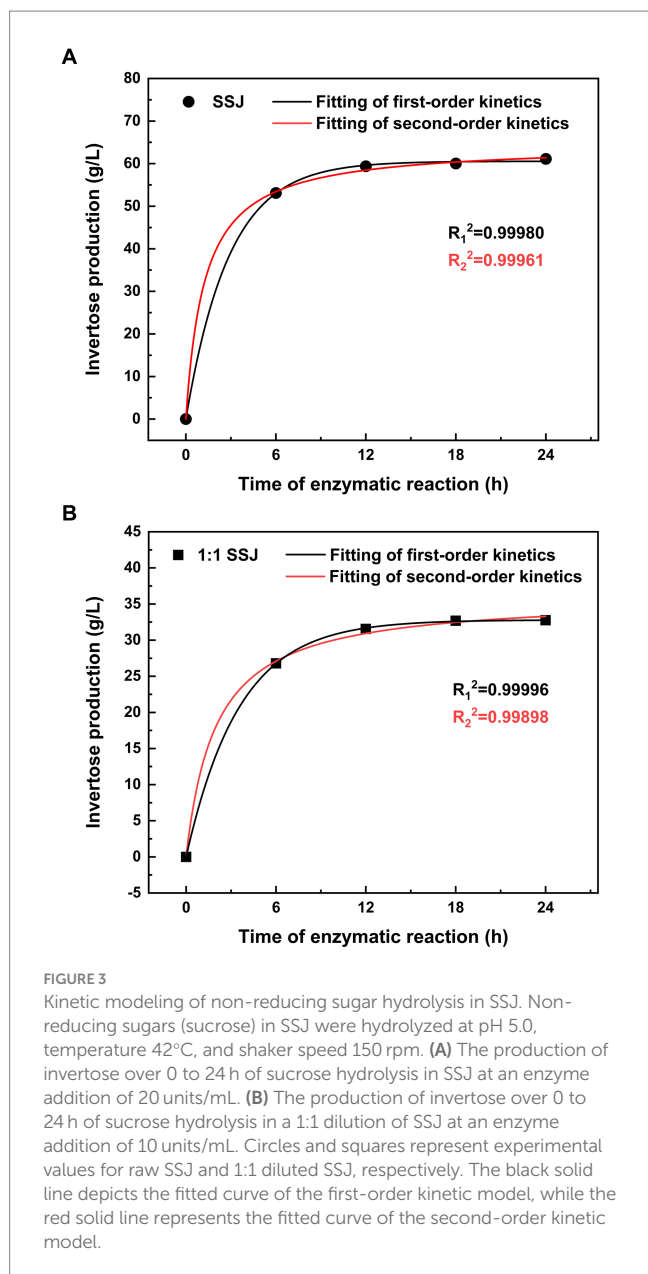 A
80
70
60
50
40
30
20
10
0
Invertose production (g/L)
SSJ
Fitting of first-order kinetics
Fitting of second-order kinetics
R₁²=0.99980
R₂²=0.99961
0 6 12 18 24
Time of enzymatic reaction (h)
B
45
40
35
30
25
20
15
10
5
0
-5
Invertose production (g/L)
1:1 SSJ
Fitting of first-order kinetics
Fitting of second-order kinetics
R₁²=0.99996
R₂²=0.99898
0 6 12 18 24
Time of enzymatic reaction (h)
FIGURE 3
Kinetic modeling of non-reducing sugar hydrolysis in SSJ. Non-
reducing sugars (sucrose) in SSJ were hydrolyzed at pH 5.0,
temperature 42°C, and shaker speed 150 rpm. (A) The production of
invertose over 0 to 24 h of sucrose hydrolysis in SSJ at an enzyme
addition of 20 units/mL. (B) The production of invertose over 0 to
24 h of sucrose hydrolysis in a 1:1 dilution of SSJ at an enzyme
addition of 10 units/mL. Circles and squares represent experimental
values for raw SSJ and 1:1 diluted SSJ, respectively. The black solid
line depicts the fitted curve of the first-order kinetic model, while the
red solid line represents the fitted curve of the second-order kinetic
model.